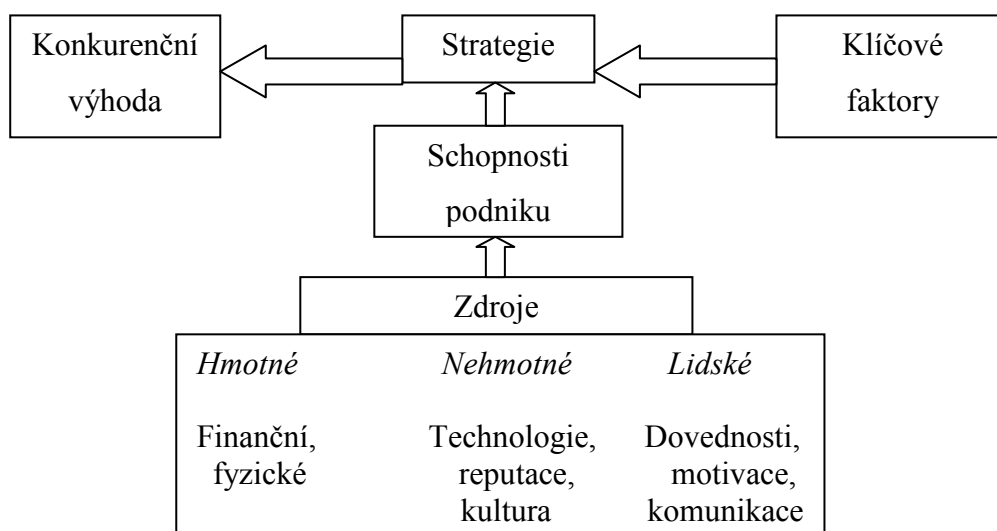 Konkurenční
výhoda
Strategie
Klíčové
faktory
Schopnosti
podniku
Zdroje
Hmotné
Nehmotné
Lidské
Finanční,
fyzické
Technologie,
reputace,
kultura
Dovednosti,
motivace,
komunikace